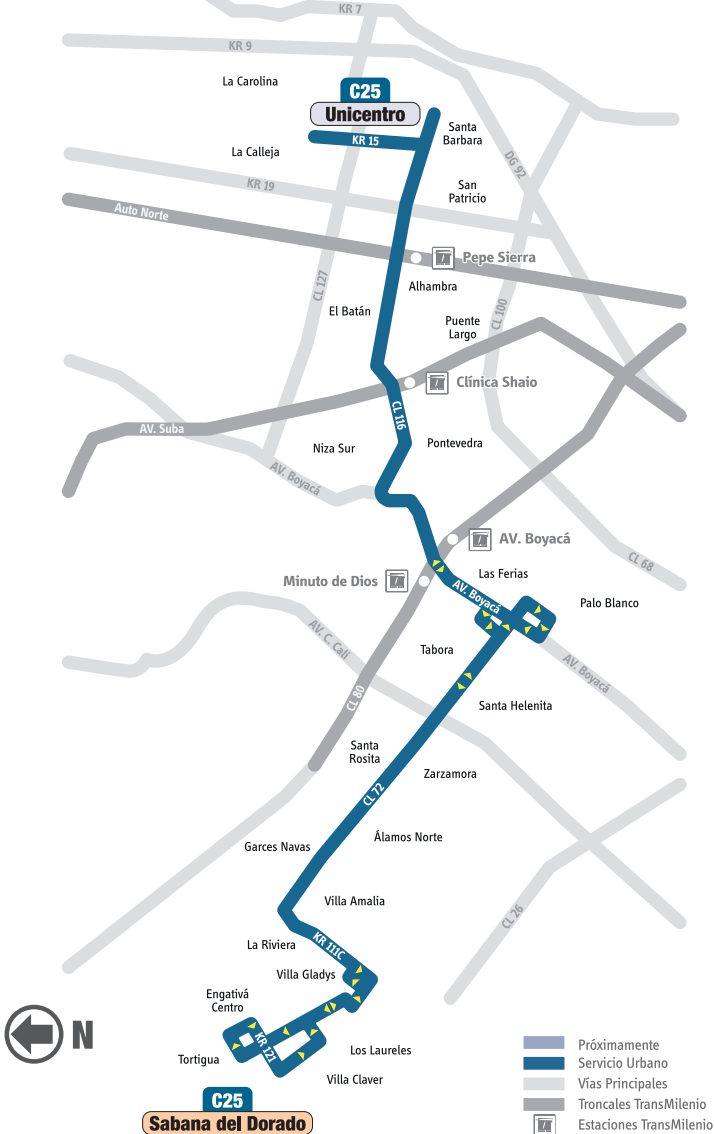 KR 7
KR 9
La Carolina
C25
Unicentro
Santa
Barbara
KR 15
La Calleja
DG 92
KR 19
San
Patricio
Auto Norte
Pepe Sierra
CL 127
Alhambra
El Batán
CL 100
Puente
Largo
Clínica Shaio
CL 116
AV. Suba
Niza Sur
Pontevedra
AV. Boyacá
AV. Boyacá
CL 68
Minuto de Dios
Las Ferias
AV. Boyacá
Palo Blanco
AV. C. Cali
Tabora
AV. Boyacá
CL 80
Santa Helenita
Santa
Rosita
Zarzamora
CL 72
Álamos Norte
Garces Navas
Villa Amalia
CL 26
La Riviera
KR 111C
Villa Gladys
Engativá
Centro
N
KR 121
Los Laureles
Tortigua
Villa Claver
C25
Sabana del Dorado
Próximamente
Servicio Urbano
Vías Principales
Troncales TransMilenio
Estaciones TransMilenio